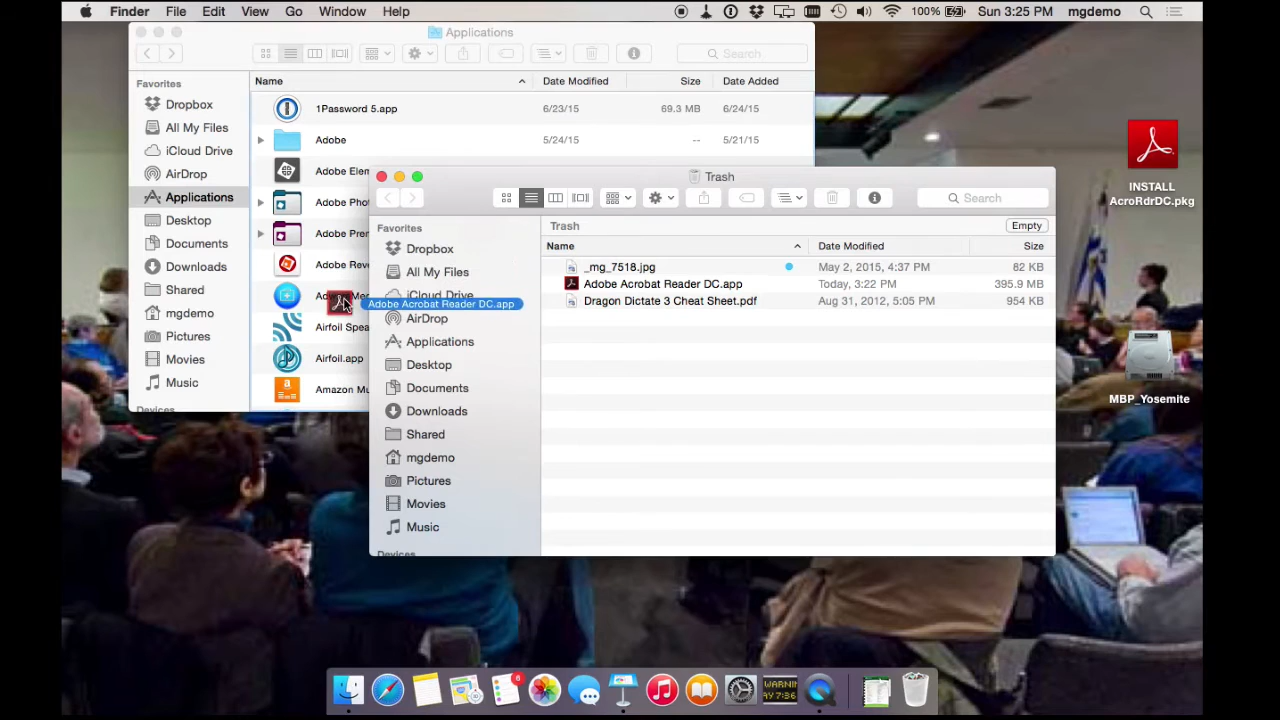 Finder File Edit View Go Window Help 100% Sun 3:25 PM mgdemo
Applications
Search
Favorites
Dropbox
All My Files
iCloud Drive
AirDrop
Applications
Desktop
Documents
Downloads
Shared
mgdemo
Pictures
Movies
Music
Devices
Name Date Modified Size Date Added
1Password 5.app 6/23/15 69.3 MB 6/24/15
Adobe 5/24/15 -- 5/21/15
Adobe Elem
Adobe Phot
Adobe Prem
Adobe Rev
Airfoil Spea
Airfoil.app
Amazon Mu
Adobe Acrobat Reader DC.app
Trash
Search
Favorites
Dropbox
All My Files
iCloud Drive
AirDrop
Applications
Desktop
Documents
Downloads
Shared
mgdemo
Pictures
Movies
Music
Devices
Trash Empty
Name Date Modified Size
_mg_7518.jpg May 2, 2015, 4:37 PM 82 KB
Adobe Acrobat Reader DC.app Today, 3:22 PM 395.9 MB
Dragon Dictate 3 Cheat Sheet.pdf Aug 31, 2012, 5:05 PM 954 KB
INSTALL
AcroRdrDC.pkg
MBP_Yosemite
6